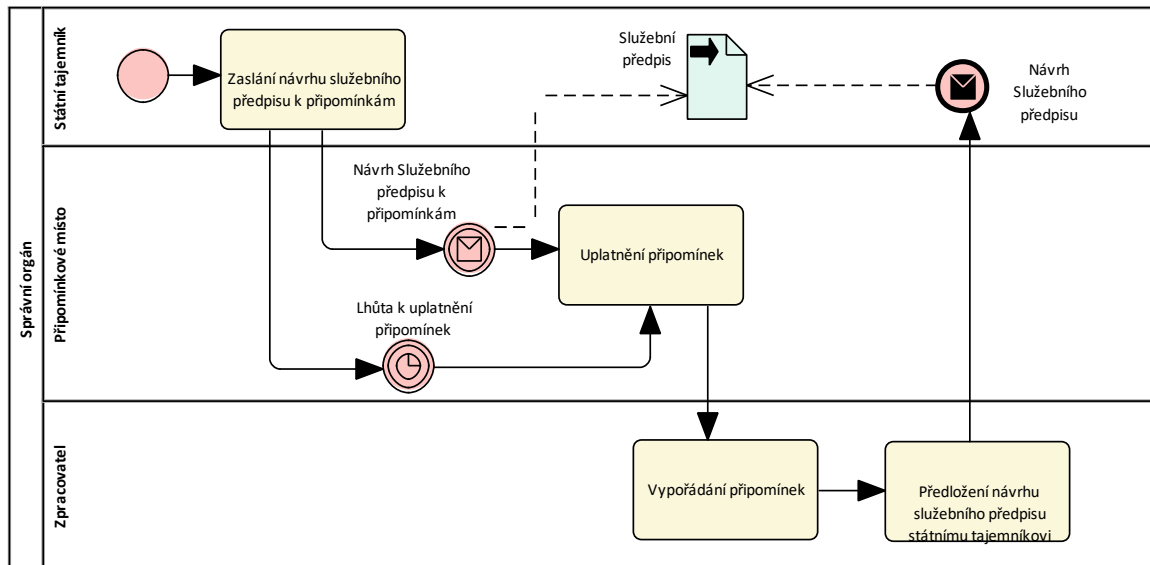 Správní orgán
Státní tajemník
Zaslání návrhu služebního
předpisu k připomínkám
Služební
předpis
Návrh
Služebního
předpisu
Připomínkové místo
Návrh Služebního
předpisu k
připomínkám
Uplatnění připomínek
Lhůta k uplatnění
připomínek
Zpracovatel
Vypořádání připomínek
Předložení návrhu
služebního předpisu
státnímu tajemníkovi